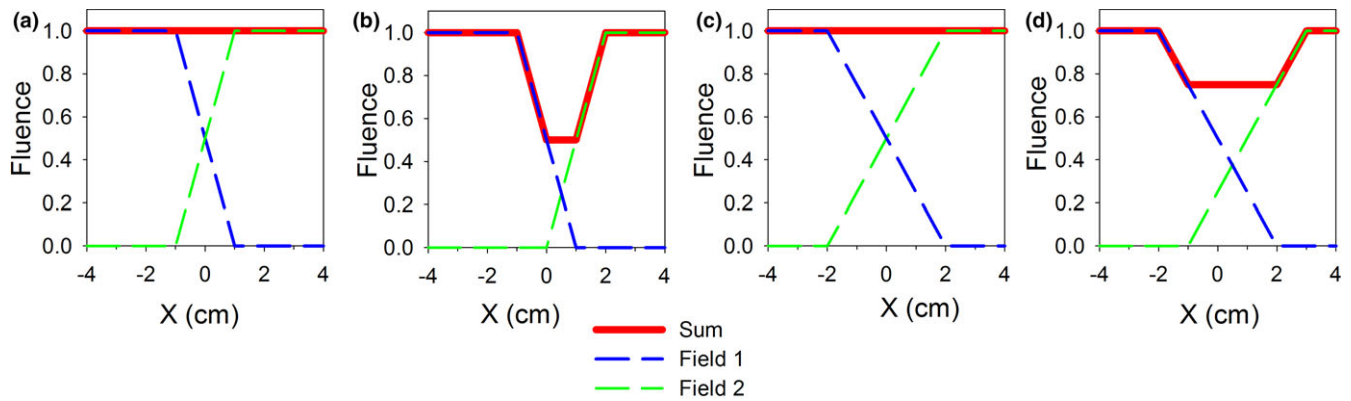 (a) (b) (c) (d)
1.0 1.0 1.0 1.0
0.8 0.8 0.8 0.8
0.6 0.6 0.6 0.6
0.4 0.4 0.4 0.4
0.2 0.2 0.2 0.2
0.0 0.0 0.0 0.0
Fluence Fluence Fluence Fluence
-4 -2 0 2 4 -4 -2 0 2 4 -4 -2 0 2 4 -4 -2 0 2 4
X (cm) X (cm) X (cm) X (cm)
Sum
Field 1
Field 2